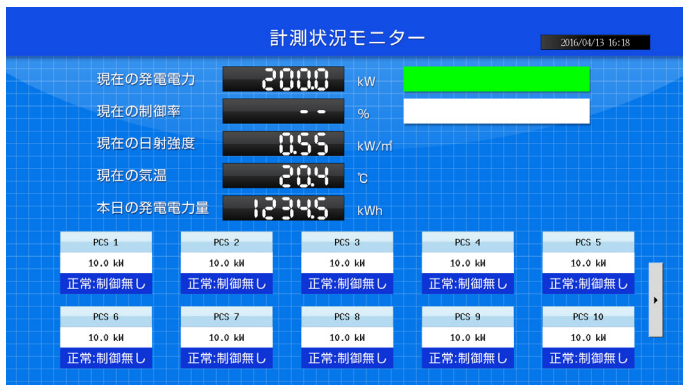 計測状況モニター
2016/04/13 16:18
現在の発電電力 200.0 kW
現在の制御率 -- %
現在の日射強度 0.55 kW/㎡
現在の気温 20.4 ℃
本日の発電電力量 1234.5 kWh
PCS 1 PCS 2 PCS 3 PCS 4 PCS 5
10.0 kW 10.0 kW 10.0 kW 10.0 kW 10.0 kW
正常:制御無し 正常:制御無し 正常:制御無し 正常:制御無し 正常:制御無し
PCS 6 PCS 7 PCS 8 PCS 9 PCS 10
10.0 kW 10.0 kW 10.0 kW 10.0 kW 10.0 kW
正常:制御無し 正常:制御無し 正常:制御無し 正常:制御無し 正常:制御無し